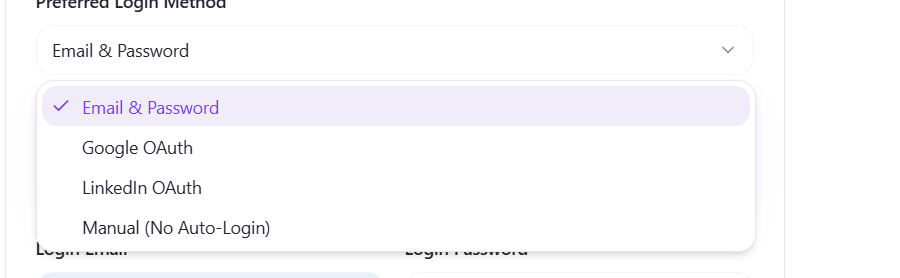 Preferred Login Method
Email & Password
Email & Password
Google OAuth
LinkedIn OAuth
Manual (No Auto-Login)
Login Email Login Password